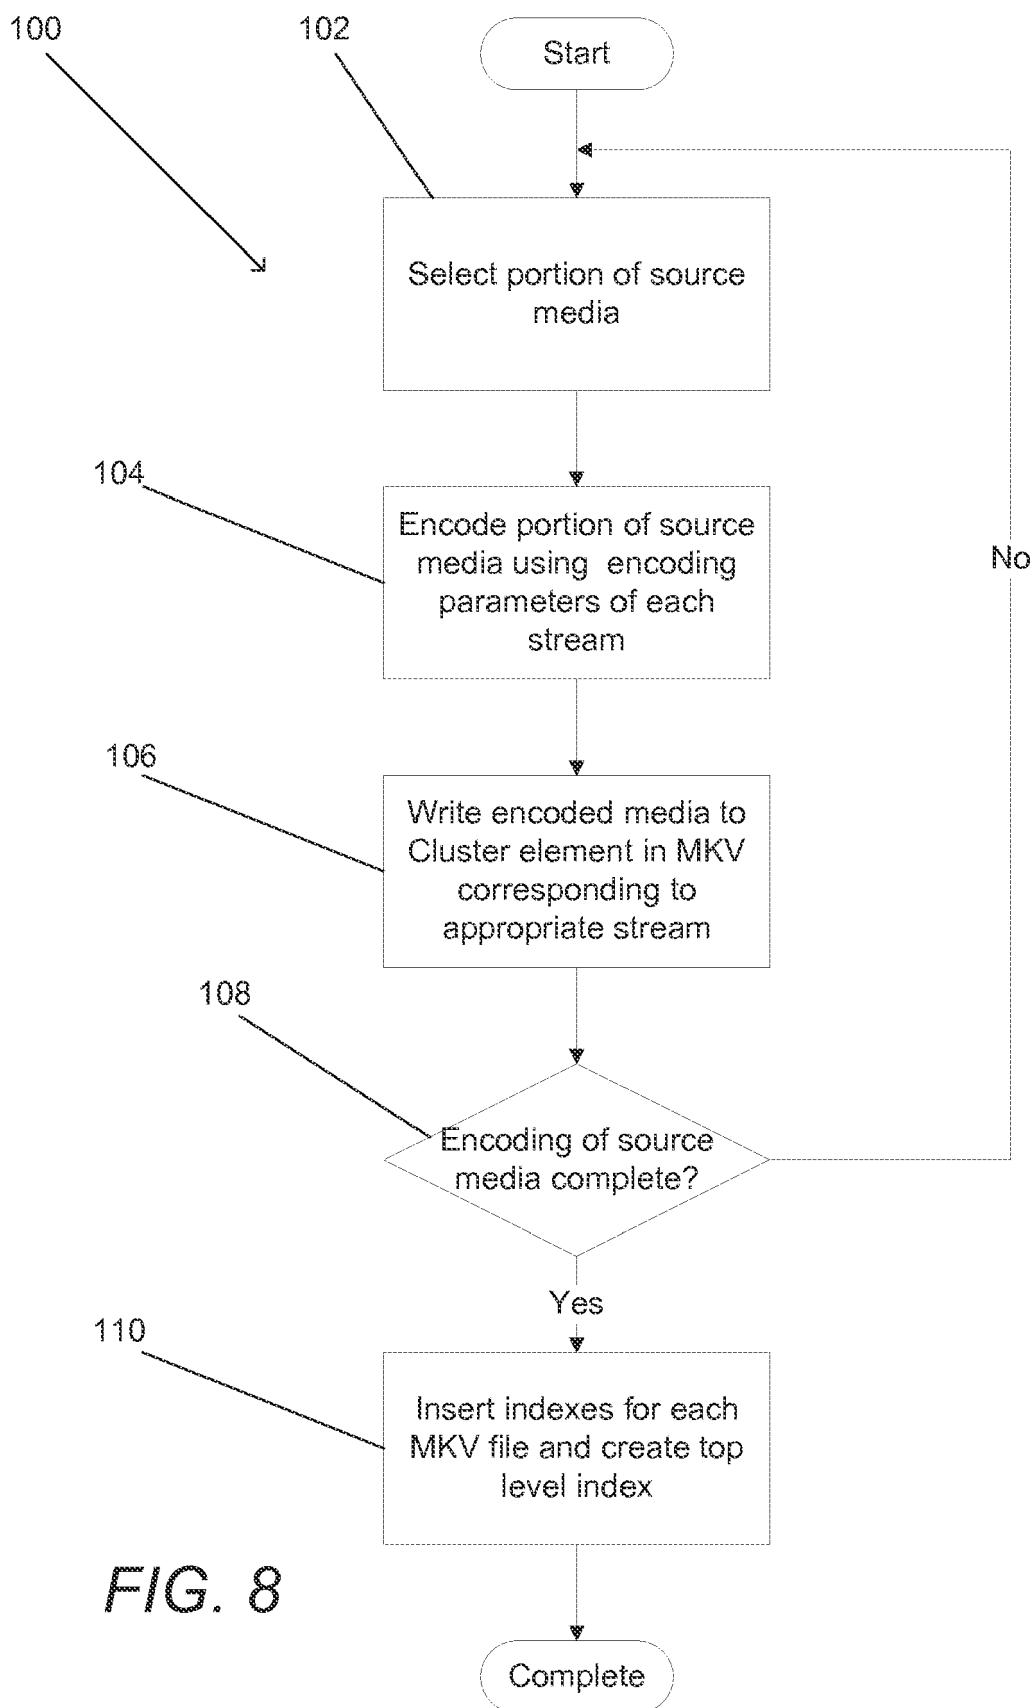 100
102
Start
Select portion of source
media
104
Encode portion of source
media using encoding
parameters of each
stream
No
106
Write encoded media to
Cluster element in MKV
corresponding to
appropriate stream
108
Encoding of source
media complete?
Yes
110
Insert indexes for each
MKV file and create top
level index
FIG. 8
Complete